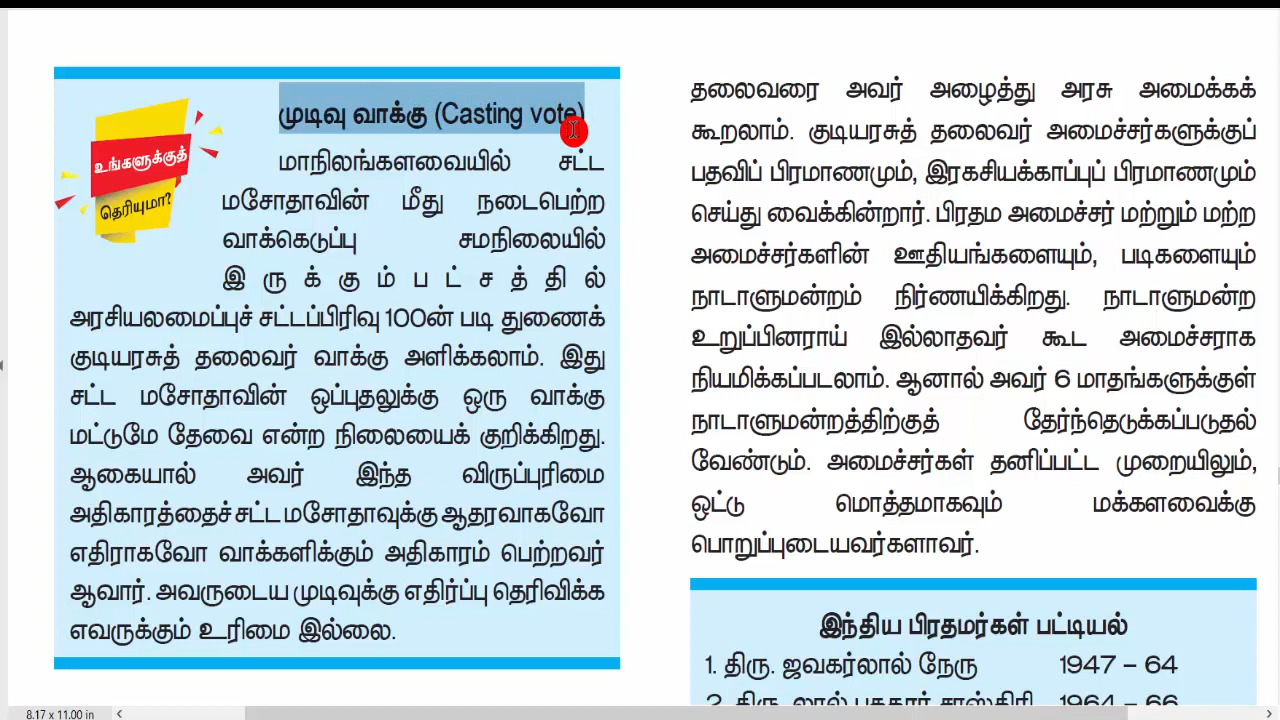 முடிவு வாக்கு (Casting vote)
உங்களுக்குத்
தெரியுமா?
மாநிலங்களவையில் சட்ட
மசோதாவின் மீது நடைபெற்ற
வாக்கெடுப்பு சமநிலையில்
இருக்கும்பட்சத்தில்
அரசியலமைப்புச் சட்டப்பிரிவு 100ன் படி துணைக்
குடியரசுத் தலைவர் வாக்கு அளிக்கலாம். இது
சட்ட மசோதாவின் ஒப்புதலுக்கு ஒரு வாக்கு
மட்டுமே தேவை என்ற நிலையைக் குறிக்கிறது.
ஆகையால் அவர் இந்த விருப்புரிமை
அதிகாரத்தைச் சட்ட மசோதாவுக்கு ஆதரவாகவோ
எதிராகவோ வாக்களிக்கும் அதிகாரம் பெற்றவர்
ஆவார். அவருடைய முடிவுக்கு எதிர்ப்பு தெரிவிக்க
எவருக்கும் உரிமை இல்லை.
தலைவரை அவர் அழைத்து அரசு அமைக்கக்
கூறலாம். குடியரசுத் தலைவர் அமைச்சர்களுக்குப்
பதவிப் பிரமாணமும், இரகசியக்காப்புப் பிரமாணமும்
செய்து வைக்கின்றார். பிரதம அமைச்சர் மற்றும் மற்ற
அமைச்சர்களின் ஊதியங்களையும், படிகளையும்
நாடாளுமன்றம் நிர்ணயிக்கிறது. நாடாளுமன்ற
உறுப்பினராய் இல்லாதவர் கூட அமைச்சராக
நியமிக்கப்படலாம். ஆனால் அவர் 6 மாதங்களுக்குள்
நாடாளுமன்றத்திற்குத் தேர்ந்தெடுக்கப்படுதல்
வேண்டும். அமைச்சர்கள் தனிப்பட்ட முறையிலும்,
ஒட்டு மொத்தமாகவும் மக்களவைக்கு
பொறுப்புடையவர்களாவர்.
இந்திய பிரதமர்கள் பட்டியல்
1. திரு. ஜவகர்லால் நேரு 1947 – 64
2. திரு. லால் பகதூர் சாஸ்திரி 1964 – 66
8.17 x 11.00 in